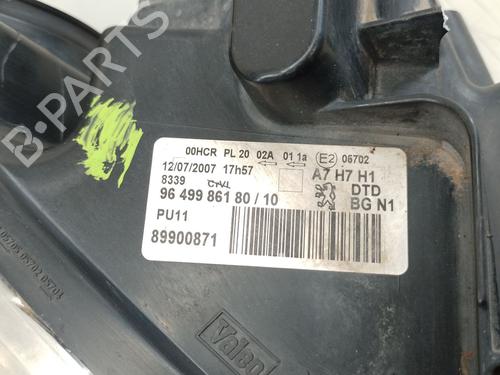 00HCR PL 20 02A 01 1a E2 06702
12/07/2007 17h57 A7 H7 H1
8339 DTD
96 499 861 80 / 10 BG N1
PU11
89900871
Valeo